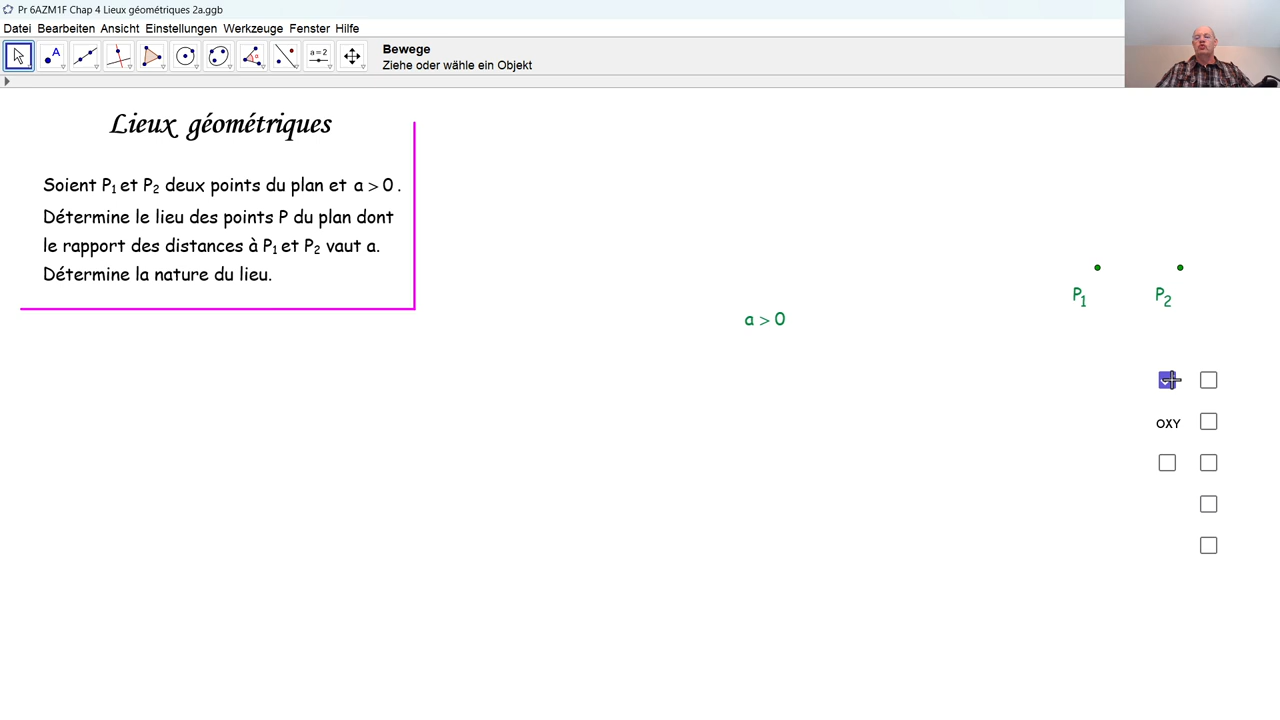 Pr 6AZM1F Chap 4 Lieux géométriques 2a.ggb
Datei Bearbeiten Ansicht Einstellungen Werkzeuge Fenster Hilfe
A
α
a=2
Bewege
Ziehe oder wähle ein Objekt
Lieux géométriques
Soient P1 et P2 deux points du plan et a > 0 .
Détermine le lieu des points P du plan dont
le rapport des distances à P1 et P2 vaut a.
Détermine la nature du lieu.
P1 P2
a > 0
OXY